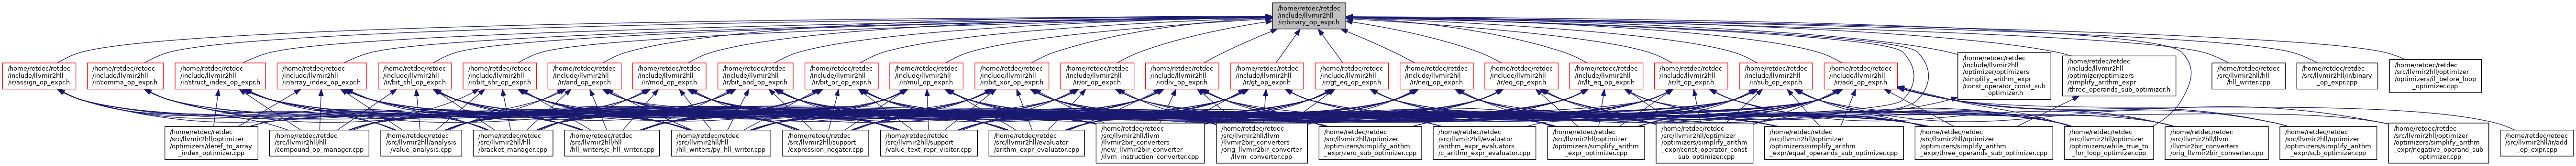 /home/retdec/retdec
/include/llvmir2hll
/ir/binary_op_expr.h
/home/retdec/retdec
/include/llvmir2hll
/ir/assign_op_expr.h
/home/retdec/retdec
/include/llvmir2hll
/ir/comma_op_expr.h
/home/retdec/retdec
/include/llvmir2hll
/ir/struct_index_op_expr.h
/home/retdec/retdec
/include/llvmir2hll
/ir/array_index_op_expr.h
/home/retdec/retdec
/include/llvmir2hll
/ir/bit_shl_op_expr.h
/home/retdec/retdec
/include/llvmir2hll
/ir/bit_shr_op_expr.h
/home/retdec/retdec
/include/llvmir2hll
/ir/and_op_expr.h
/home/retdec/retdec
/include/llvmir2hll
/ir/mod_op_expr.h
/home/retdec/retdec
/include/llvmir2hll
/ir/bit_and_op_expr.h
/home/retdec/retdec
/include/llvmir2hll
/ir/bit_or_op_expr.h
/home/retdec/retdec
/include/llvmir2hll
/ir/mul_op_expr.h
/home/retdec/retdec
/include/llvmir2hll
/ir/bit_xor_op_expr.h
/home/retdec/retdec
/include/llvmir2hll
/ir/or_op_expr.h
/home/retdec/retdec
/include/llvmir2hll
/ir/div_op_expr.h
/home/retdec/retdec
/include/llvmir2hll
/ir/gt_op_expr.h
/home/retdec/retdec
/include/llvmir2hll
/ir/gt_eq_op_expr.h
/home/retdec/retdec
/include/llvmir2hll
/ir/neq_op_expr.h
/home/retdec/retdec
/include/llvmir2hll
/ir/eq_op_expr.h
/home/retdec/retdec
/include/llvmir2hll
/ir/lt_eq_op_expr.h
/home/retdec/retdec
/include/llvmir2hll
/ir/lt_op_expr.h
/home/retdec/retdec
/include/llvmir2hll
/ir/sub_op_expr.h
/home/retdec/retdec
/include/llvmir2hll
/ir/add_op_expr.h
/home/retdec/retdec
/include/llvmir2hll
/optimizer/optimizers
/simplify_arithm_expr
/const_operator_const_sub
_optimizer.h
/home/retdec/retdec
/include/llvmir2hll
/optimizer/optimizers
/simplify_arithm_expr
/three_operands_sub_optimizer.h
/home/retdec/retdec
/src/llvmir2hll/hll
/hll_writer.cpp
/home/retdec/retdec
/src/llvmir2hll/ir/binary
_op_expr.cpp
/home/retdec/retdec
/src/llvmir2hll/optimizer
/optimizers/if_before_loop
_optimizer.cpp
/home/retdec/retdec
/src/llvmir2hll/optimizer
/optimizers/deref_to_array
_index_optimizer.cpp
/home/retdec/retdec
/src/llvmir2hll/hll
/compound_op_manager.cpp
/home/retdec/retdec
/src/llvmir2hll/analysis
/value_analysis.cpp
/home/retdec/retdec
/src/llvmir2hll/hll
/bracket_manager.cpp
/home/retdec/retdec
/src/llvmir2hll/hll
/hll_writers/c_hll_writer.cpp
/home/retdec/retdec
/src/llvmir2hll/hll
/hll_writers/py_hll_writer.cpp
/home/retdec/retdec
/src/llvmir2hll/support
/expression_negater.cpp
/home/retdec/retdec
/src/llvmir2hll/support
/value_text_repr_visitor.cpp
/home/retdec/retdec
/src/llvmir2hll/evaluator
/arithm_expr_evaluator.cpp
/home/retdec/retdec
/src/llvmir2hll/llvm
/llvmir2bir_converters
/new_llvmir2bir_converter
/llvm_instruction_converter.cpp
/home/retdec/retdec
/src/llvmir2hll/llvm
/llvmir2bir_converters
/orig_llvmir2bir_converter
/llvm_converter.cpp
/home/retdec/retdec
/src/llvmir2hll/optimizer
/optimizers/simplify_arithm
_expr/zero_sub_optimizer.cpp
/home/retdec/retdec
/src/llvmir2hll/evaluator
/arithm_expr_evaluators
/c_arithm_expr_evaluator.cpp
/home/retdec/retdec
/src/llvmir2hll/optimizer
/optimizers/simplify_arithm
_expr_optimizer.cpp
/home/retdec/retdec
/src/llvmir2hll/optimizer
/optimizers/simplify_arithm
_expr/const_operator_const
_sub_optimizer.cpp
/home/retdec/retdec
/src/llvmir2hll/optimizer
/optimizers/simplify_arithm
_expr/equal_operands_sub_optimizer.cpp
/home/retdec/retdec
/src/llvmir2hll/optimizer
/optimizers/simplify_arithm
_expr/three_operands_sub_optimizer.cpp
/home/retdec/retdec
/src/llvmir2hll/optimizer
/optimizers/while_true_to
_for_loop_optimizer.cpp
/home/retdec/retdec
/src/llvmir2hll/llvm
/llvmir2bir_converters
/orig_llvmir2bir_converter.cpp
/home/retdec/retdec
/src/llvmir2hll/optimizer
/optimizers/simplify_arithm
_expr/sub_optimizer.cpp
/home/retdec/retdec
/src/llvmir2hll/optimizer
/optimizers/simplify_arithm
_expr/negative_operand_sub
_optimizer.cpp
/home/retdec/retdec
/src/llvmir2hll/ir/add
_op_expr.cpp